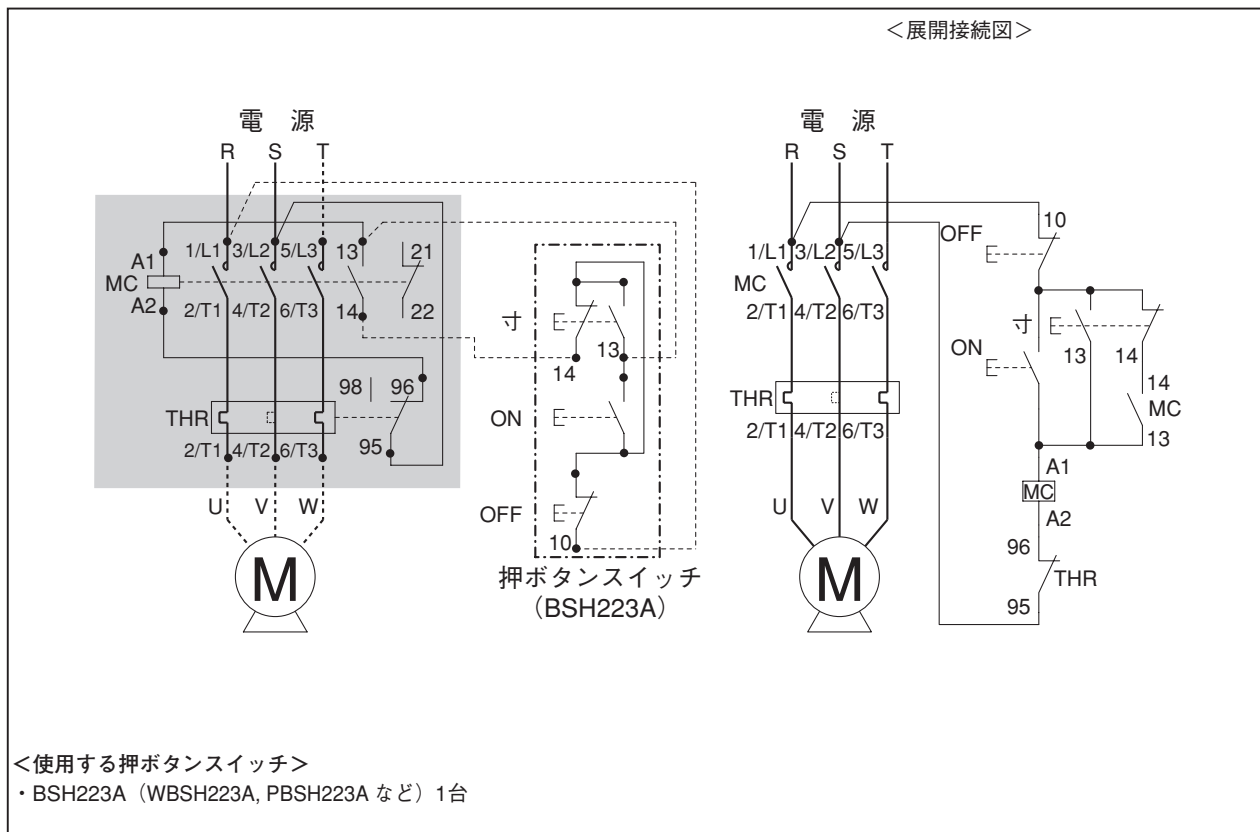 ＜展開接続図＞
電 源
R S T
1/L1 3/L2 5/L3 13 21
A1
MC
A2
2/T1 4/T2 6/T3 14 22
98 96
THR
2/T1 4/T2 6/T3 95
U V W
M
寸
13
14
ON
OFF
10
押ボタンスイッチ
（BSH223A）
電 源
R S T
10
OFF
1/L1 3/L2 5/L3
MC
2/T1 4/T2 6/T3
寸
13 14
ON
14
MC
13
THR
2/T1 4/T2 6/T3
A1
MC
A2
U V W
96
THR
95
M
＜使用する押ボタンスイッチ＞
・BSH223A（WBSH223A, PBSH223A など）1台